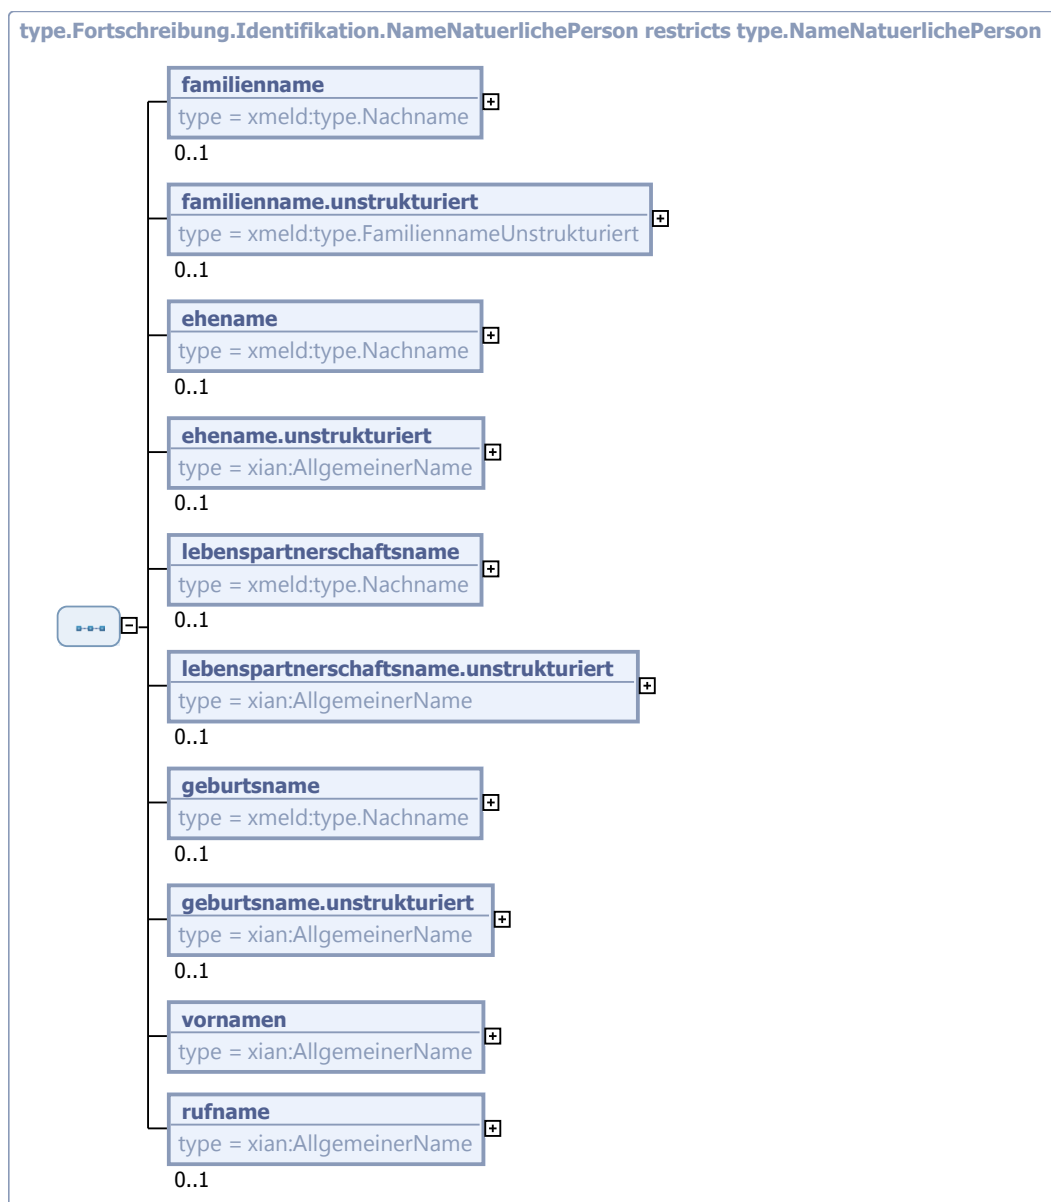 type.Fortschreibung.Identifikation.NameNatuerlichePerson restricts type.NameNatuerlichePerson
familienname
type = xmeld:type.Nachname
0..1
familienname.unstrukturiert
type = xmeld:type.FamiliennameUnstrukturiert
0..1
ehename
type = xmeld:type.Nachname
0..1
ehename.unstrukturiert
type = xian:AllgemeinerName
0..1
lebenspartnerschaftsname
type = xmeld:type.Nachname
0..1
lebenspartnerschaftsname.unstrukturiert
type = xian:AllgemeinerName
0..1
geburtsname
type = xmeld:type.Nachname
0..1
geburtsname.unstrukturiert
type = xian:AllgemeinerName
0..1
vornamen
type = xian:AllgemeinerName
rufname
type = xian:AllgemeinerName
0..1